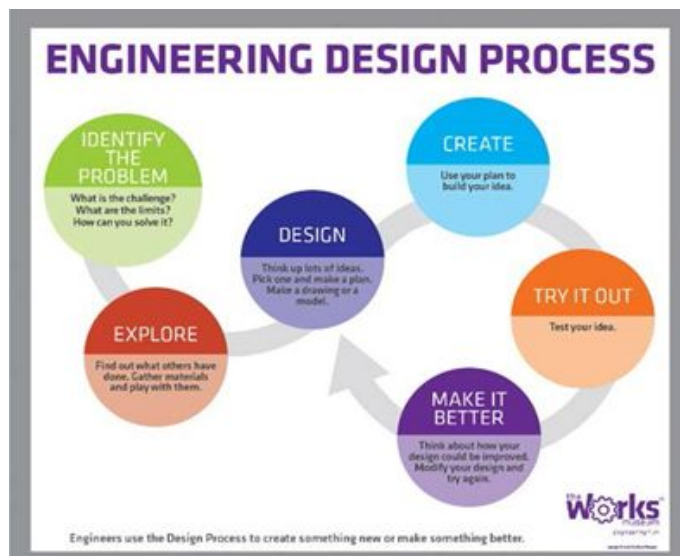 ENGINEERING DESIGN PROCESS
IDENTIFY
THE
PROBLEM
What is the challenge?
What are the limits?
How can you solve it?
EXPLORE
Find out what others have
done. Gather materials
and play with them.
DESIGN
Think up lots of ideas.
Pick one and make a plan.
Make a drawing or a
model.
CREATE
Use your plan to
build your idea.
TRY IT OUT
Test your idea.
MAKE IT
BETTER
Think about how your
design could be improved.
Modify your design and
try again.
the
Works
museum
Engineers use the Design Process to create something new or make something better.